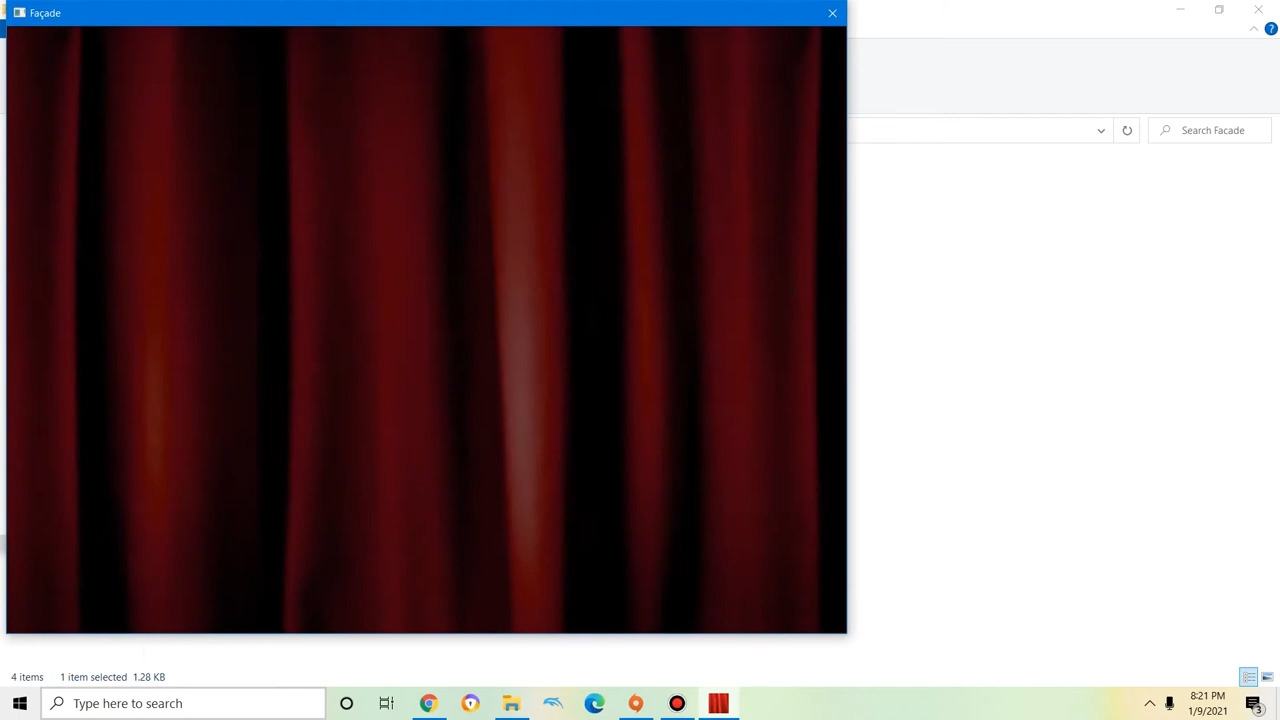 Façade
Search Facade
4 items 1 item selected 1.28 KB
Type here to search
8:21 PM
1/9/2021
3